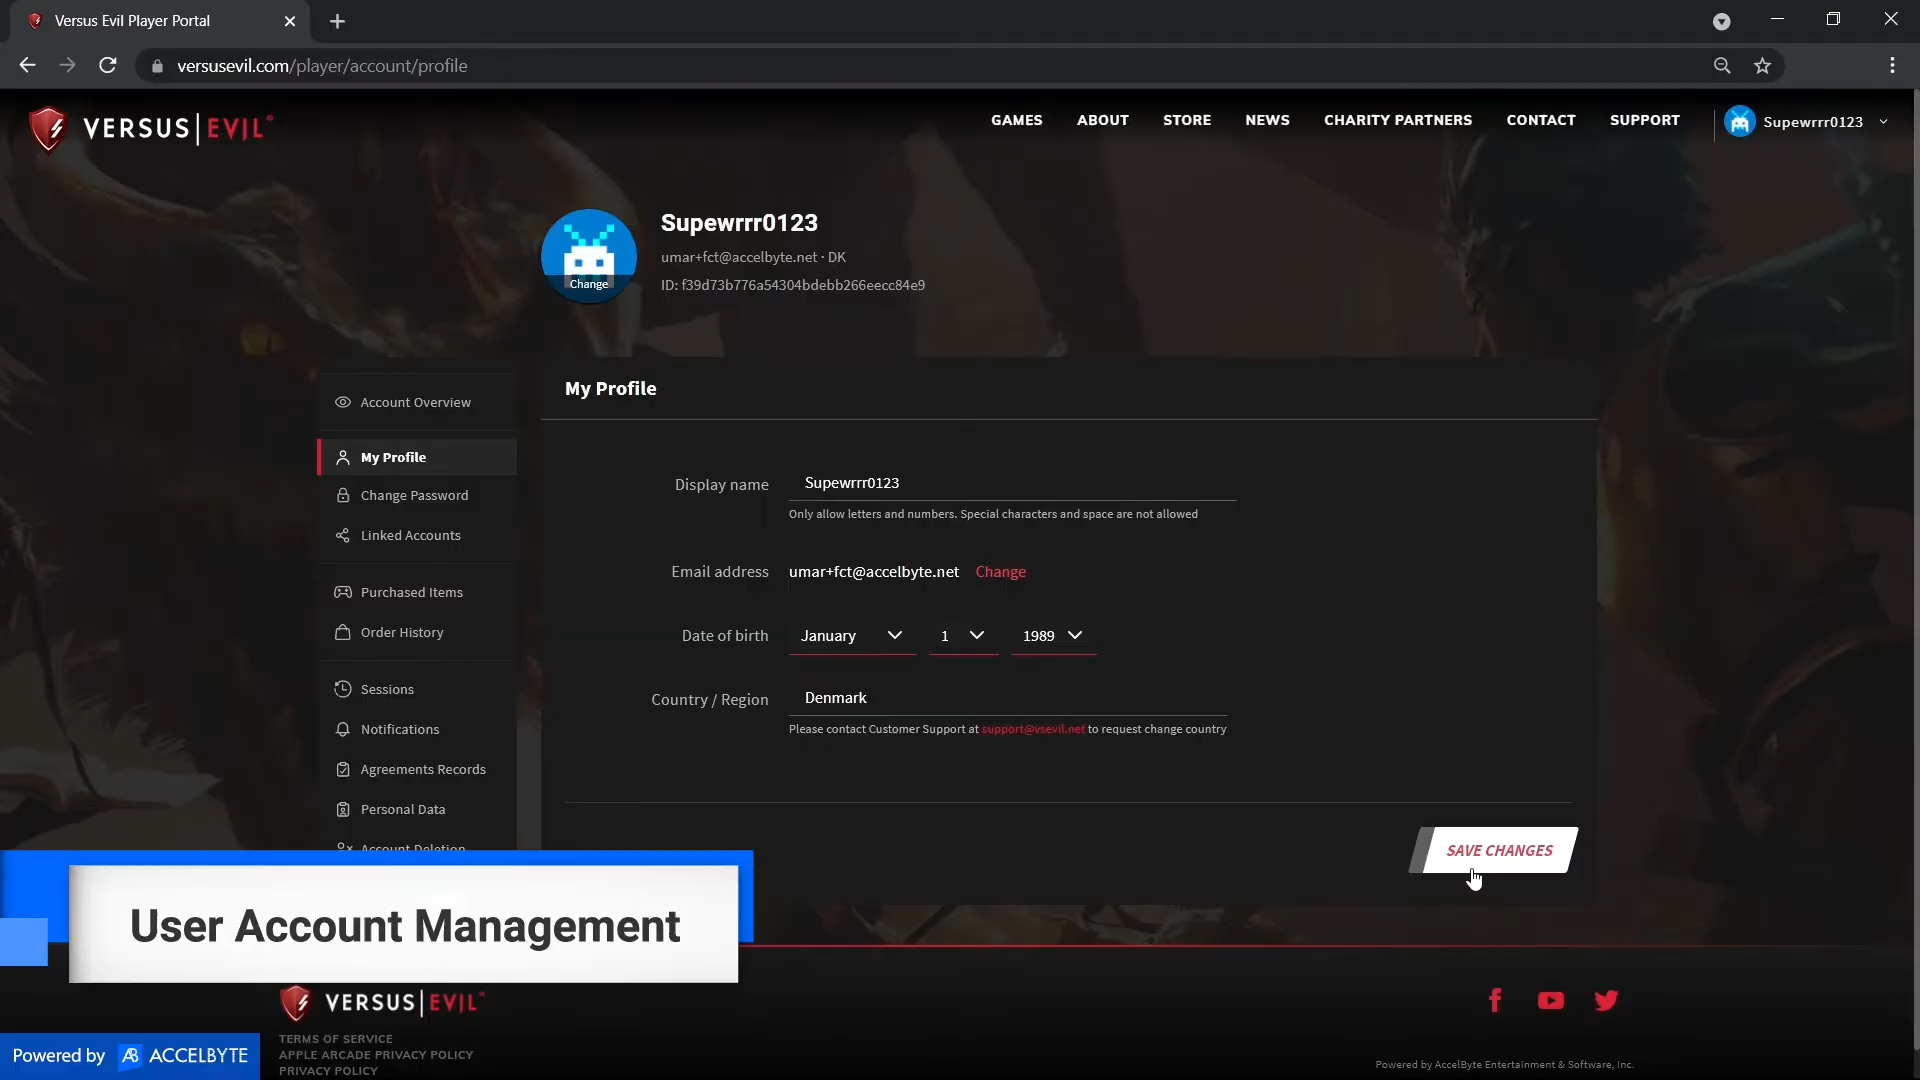 Versus Evil Player Portal
versusevil.com/player/account/profile
VERSUS|EVIL
GAMES ABOUT STORE NEWS CHARITY PARTNERS CONTACT SUPPORT Supewrrr0123
Supewrrr0123
umar+fct@accelbyte.net · DK
ID: f39d73b776a54304bdebb266eecc84e9
Change
My Profile
Account Overview
My Profile
Change Password
Linked Accounts
Purchased Items
Order History
Sessions
Notifications
Agreements Records
Personal Data
Account Deletion
Display name Supewrrr0123
Only allow letters and numbers. Special characters and space are not allowed
Email address umar+fct@accelbyte.net Change
Date of birth January 1 1989
Country / Region Denmark
Please contact Customer Support at support@vsevil.net to request change country
SAVE CHANGES
User Account Management
VERSUS|EVIL
TERMS OF SERVICE
APPLE ARCADE PRIVACY POLICY
PRIVACY POLICY
Powered by AB ACCELBYTE
Powered by AccelByte Entertainment & Software, Inc.